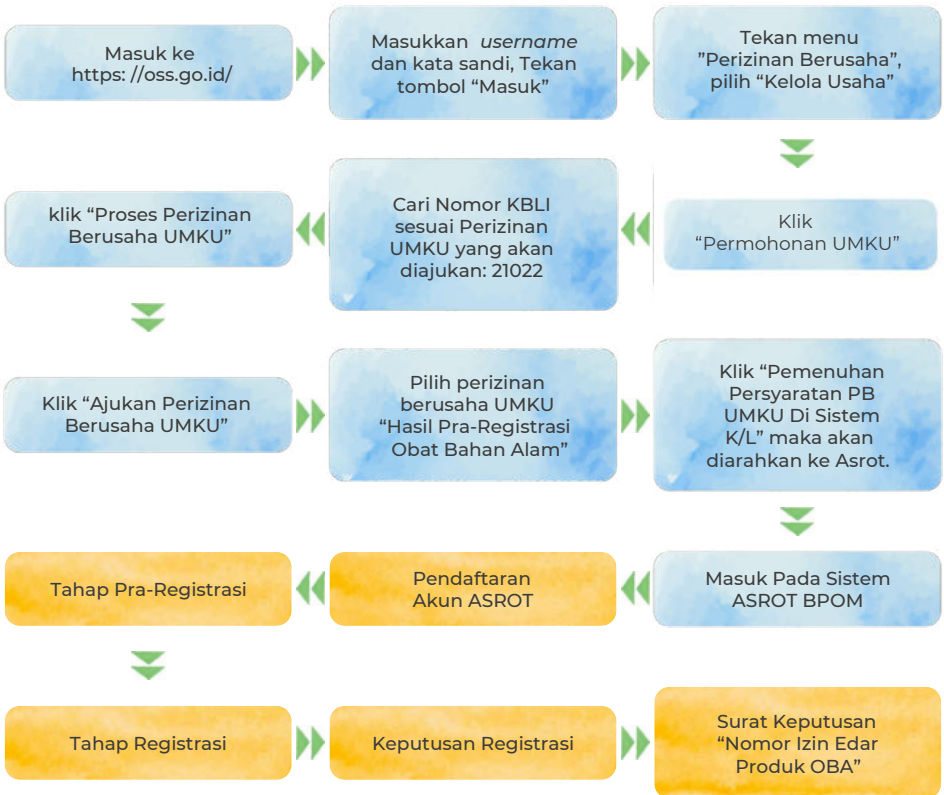 Masuk ke
https: //oss.go.id/
Masukkan username
dan kata sandi, Tekan
tombol “Masuk”
Tekan menu
”Perizinan Berusaha”,
pilih “Kelola Usaha”
Klik
“Permohonan UMKU”
Cari Nomor KBLI
sesuai Perizinan
UMKU yang akan
diajukan: 21022
klik “Proses Perizinan
Berusaha UMKU”
Klik “Ajukan Perizinan
Berusaha UMKU”
Pilih perizinan
berusaha UMKU
“Hasil Pra-Registrasi
Obat Bahan Alam”
Klik “Pemenuhan
Persyaratan PB
UMKU Di Sistem
K/L” maka akan
diarahkan ke Asrot.
Masuk Pada Sistem
ASROT BPOM
Pendaftaran
Akun ASROT
Tahap Pra-Registrasi
Tahap Registrasi
Keputusan Registrasi
Surat Keputusan
“Nomor Izin Edar
Produk OBA”